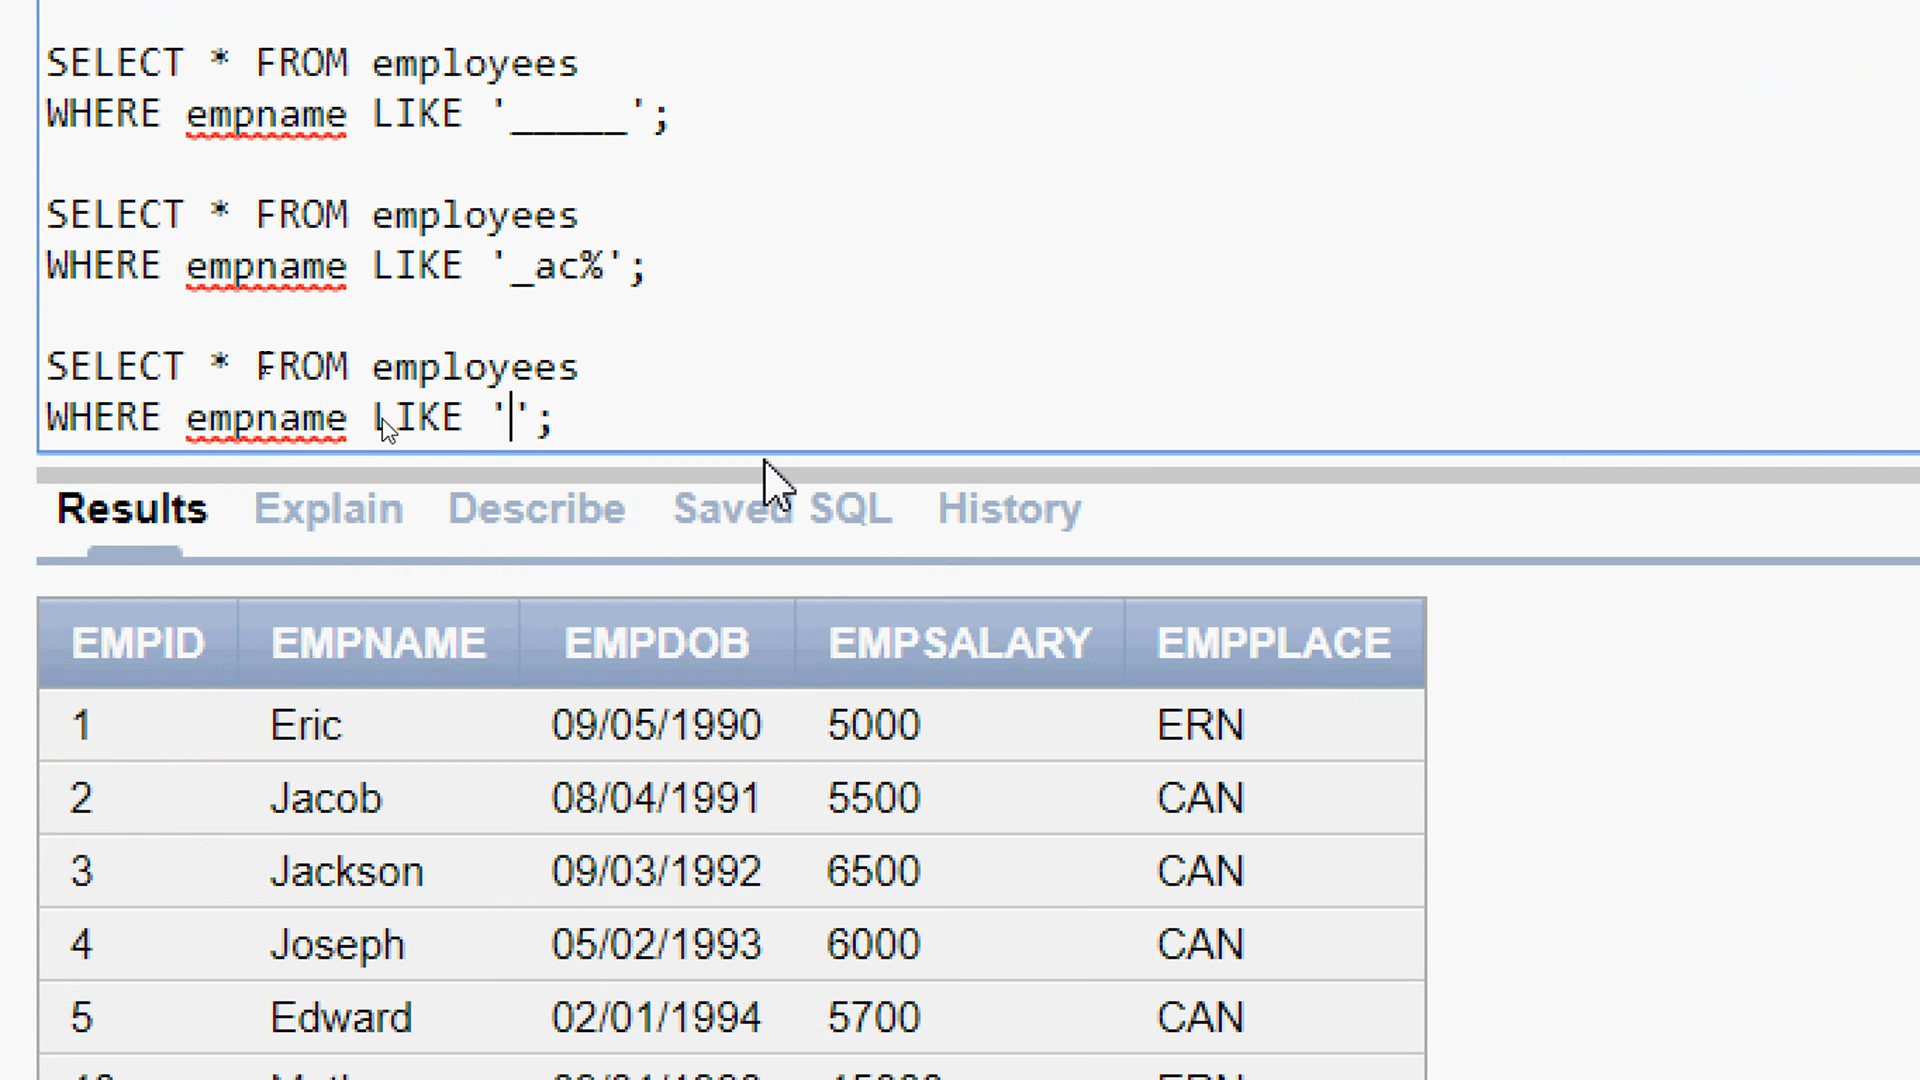 SELECT * FROM employees
WHERE empname LIKE '_____';
SELECT * FROM employees
WHERE empname LIKE '_ac%';
SELECT * FROM employees
WHERE empname LIKE '';
Results Explain Describe Saved SQL History
EMPID EMPNAME EMPDOB EMPSALARY EMPPLACE
1 Eric 09/05/1990 5000 ERN
2 Jacob 08/04/1991 5500 CAN
3 Jackson 09/03/1992 6500 CAN
4 Joseph 05/02/1993 6000 CAN
5 Edward 02/01/1994 5700 CAN